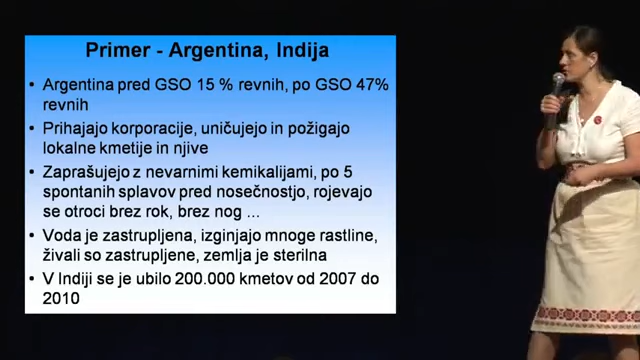 Primer - Argentina, Indija
• Argentina pred GSO 15 % revnih, po GSO 47%
revnih
• Prihajajo korporacije, uničujejo in požigajo
lokalne kmetije in njive
• Zaprašujejo z nevarnimi kemikalijami, po 5
spontanih splavov pred nosečnostjo, rojevajo
se otroci brez rok, brez nog ...
• Voda je zastrupljena, izginjajo mnoge rastline,
živali so zastrupljene, zemlja je sterilna
• V Indiji se je ubilo 200.000 kmetov od 2007 do
2010